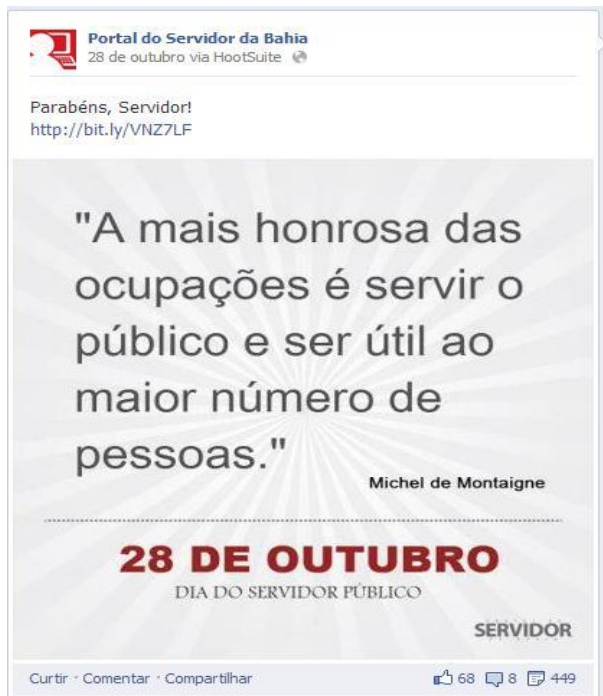 Portal do Servidor da Bahia
28 de outubro via HootSuite
Parabéns, Servidor!
http://bit.ly/VNZ7LF
"A mais honrosa das
ocupações é servir o
público e ser útil ao
maior número de
pessoas."
Michel de Montaigne
28 DE OUTUBRO
DIA DO SERVIDOR PÚBLICO
SERVIDOR
Curtir · Comentar · Compartilhar 68 8 449